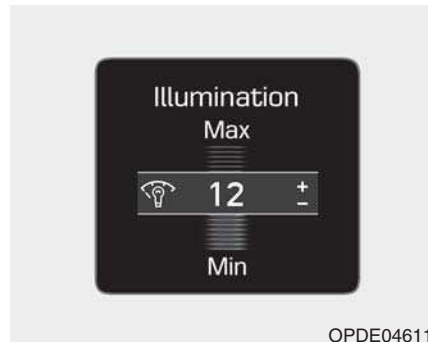 Illumination
Max
12 +
−
Min
OPDE04611